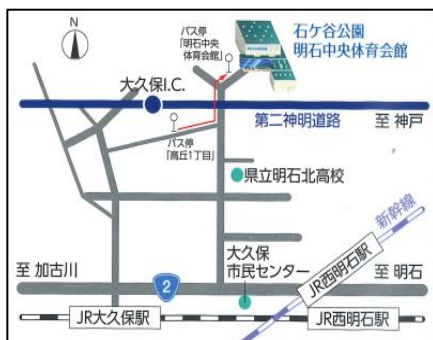 N
バス停
「明石中央
体育会館」
石ケ谷公園
明石中央体育会館
大久保I.C.
第二神明道路
至 神戸
バス停
「高丘1丁目」
県立明石北高校
新幹線
大久保
市民センター
JR西明石駅
至 加古川
2
至 明石
JR大久保駅
JR西明石駅